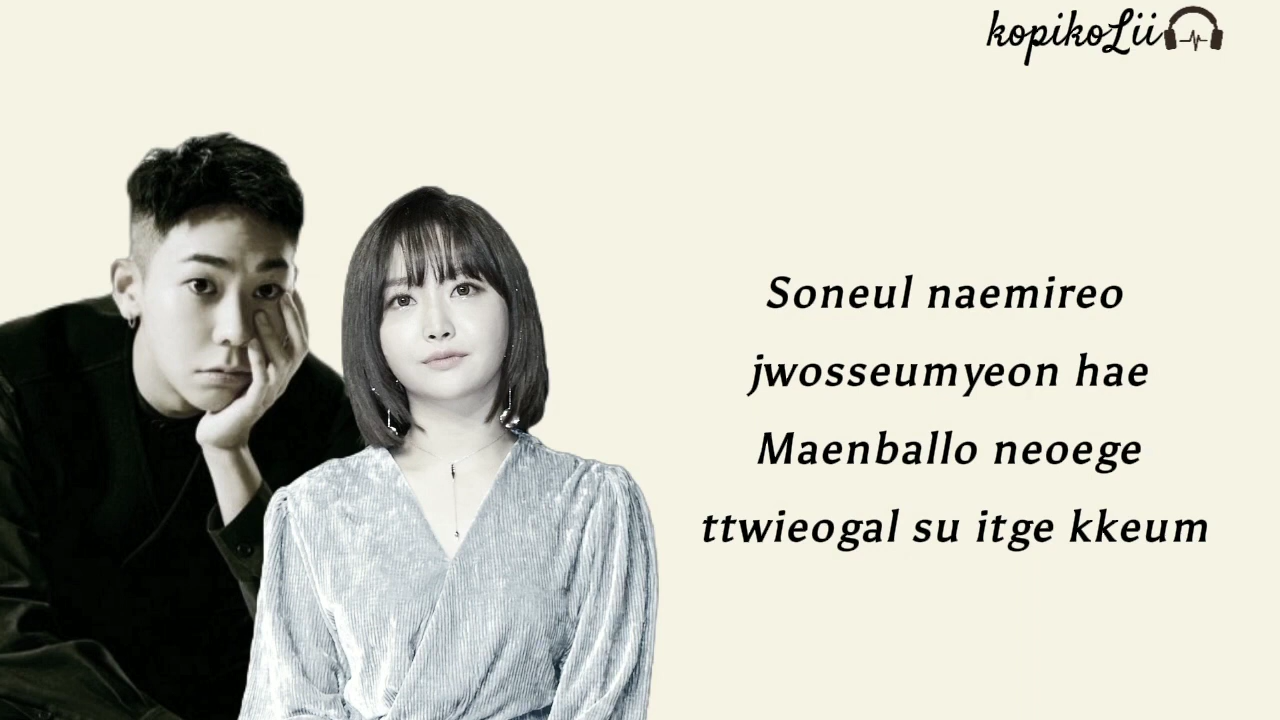 kopikoLii
Soneul naemireo
jwosseumyeon hae
Maenballo neoege
ttwieogal su itge kkeum